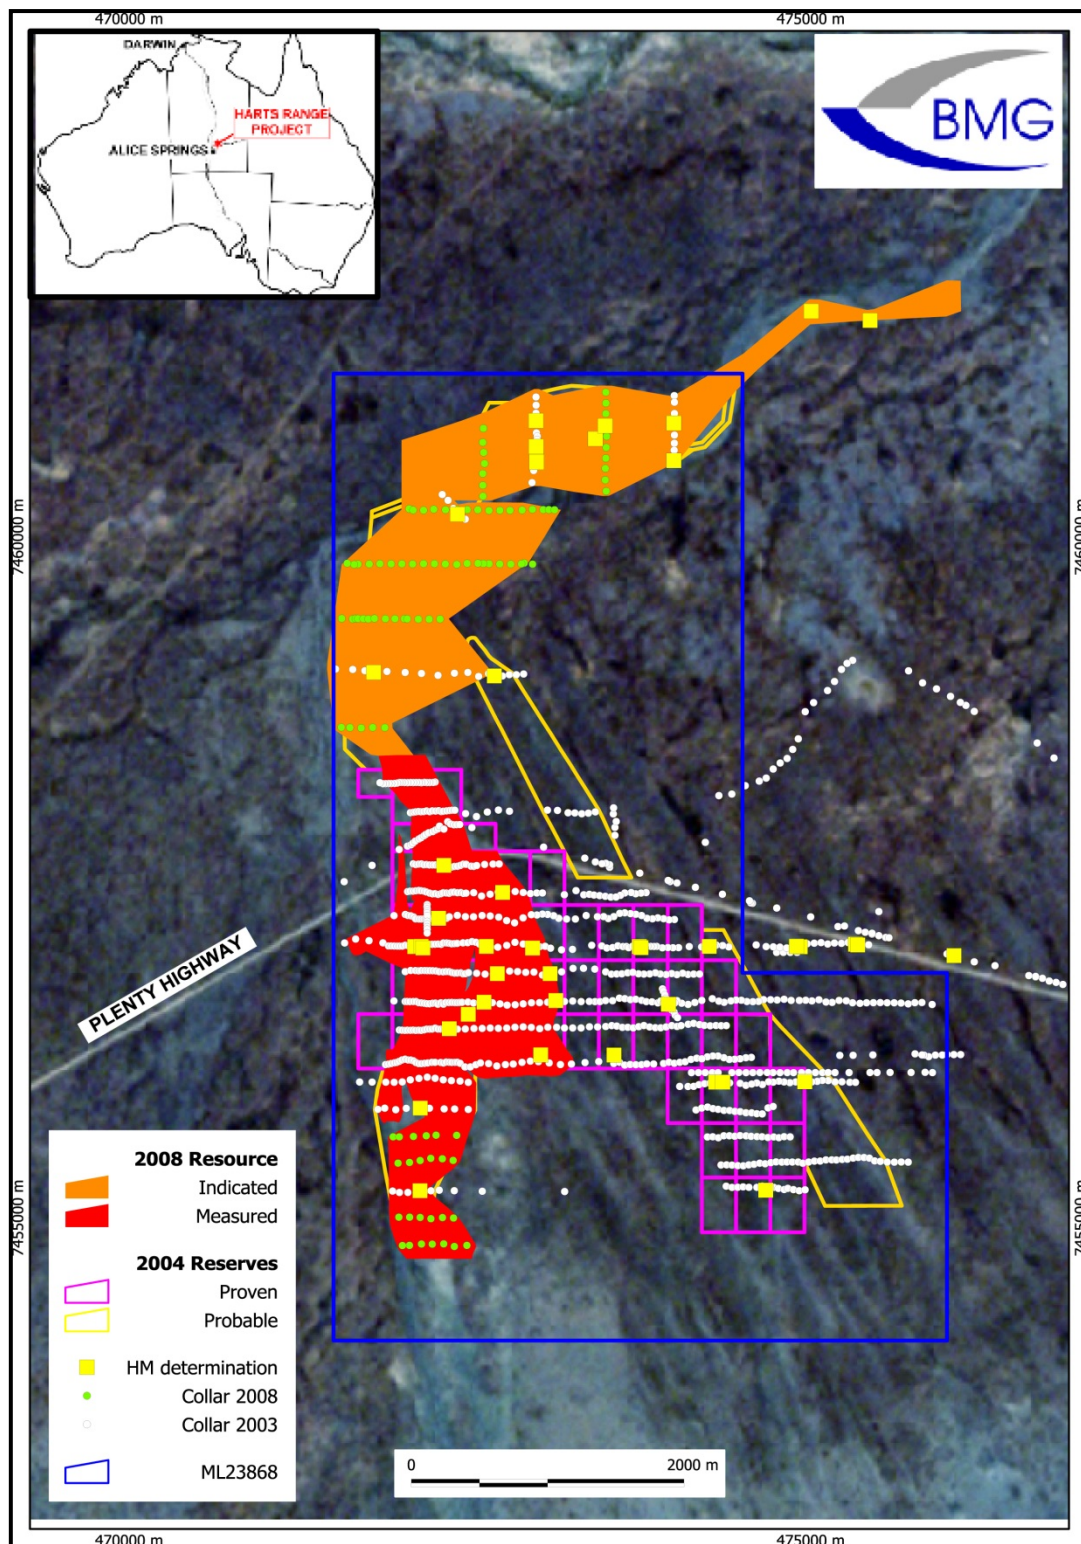 470000 m
475000 m
DARWIN
HARTS RANGE
PROJECT
ALICE SPRINGS
BMG
7460000 m
7460000 m
PLENTY HIGHWAY
7455000 m
7455000 m
2008 Resource
Indicated
Measured
2004 Reserves
Proven
Probable
HM determination
Collar 2008
Collar 2003
ML23868
0
2000 m
470000 m
475000 m